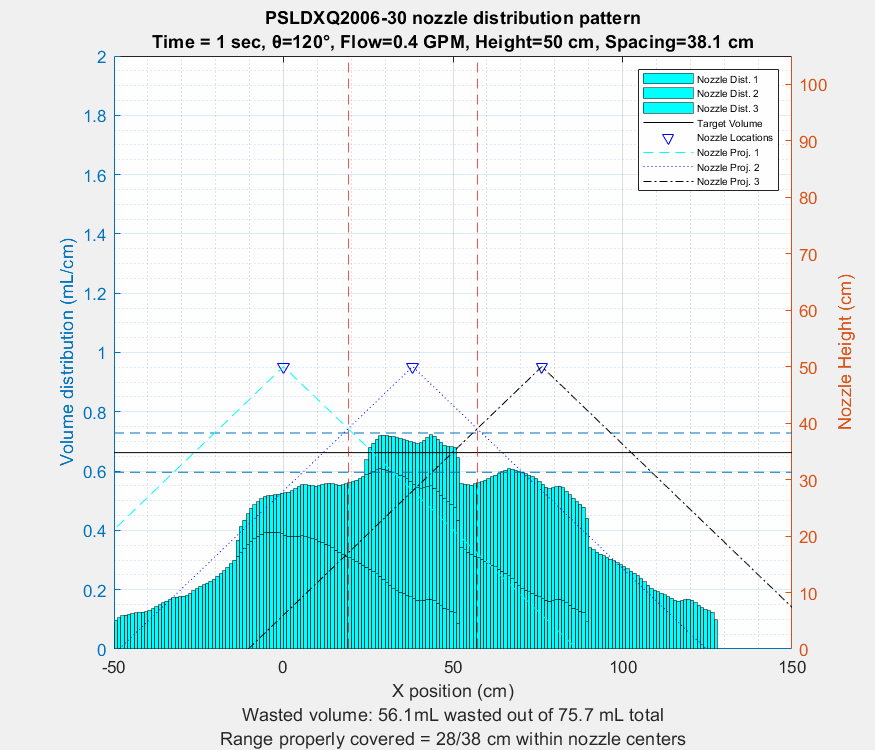 PSLDXQ2006-30 nozzle distribution pattern
Time = 1 sec, θ=120°, Flow=0.4 GPM, Height=50 cm, Spacing=38.1 cm
Nozzle Dist. 1
Nozzle Dist. 2
Nozzle Dist. 3
Target Volume
Nozzle Locations
Nozzle Proj. 1
Nozzle Proj. 2
Nozzle Proj. 3
Volume distribution (mL/cm)
2
1.8
1.6
1.4
1.2
1
0.8
0.6
0.4
0.2
0
Nozzle Height (cm)
100
90
80
70
60
50
40
30
20
10
0
-50 0 50 100 150
X position (cm)
Wasted volume: 56.1mL wasted out of 75.7 mL total
Range properly covered = 28/38 cm within nozzle centers